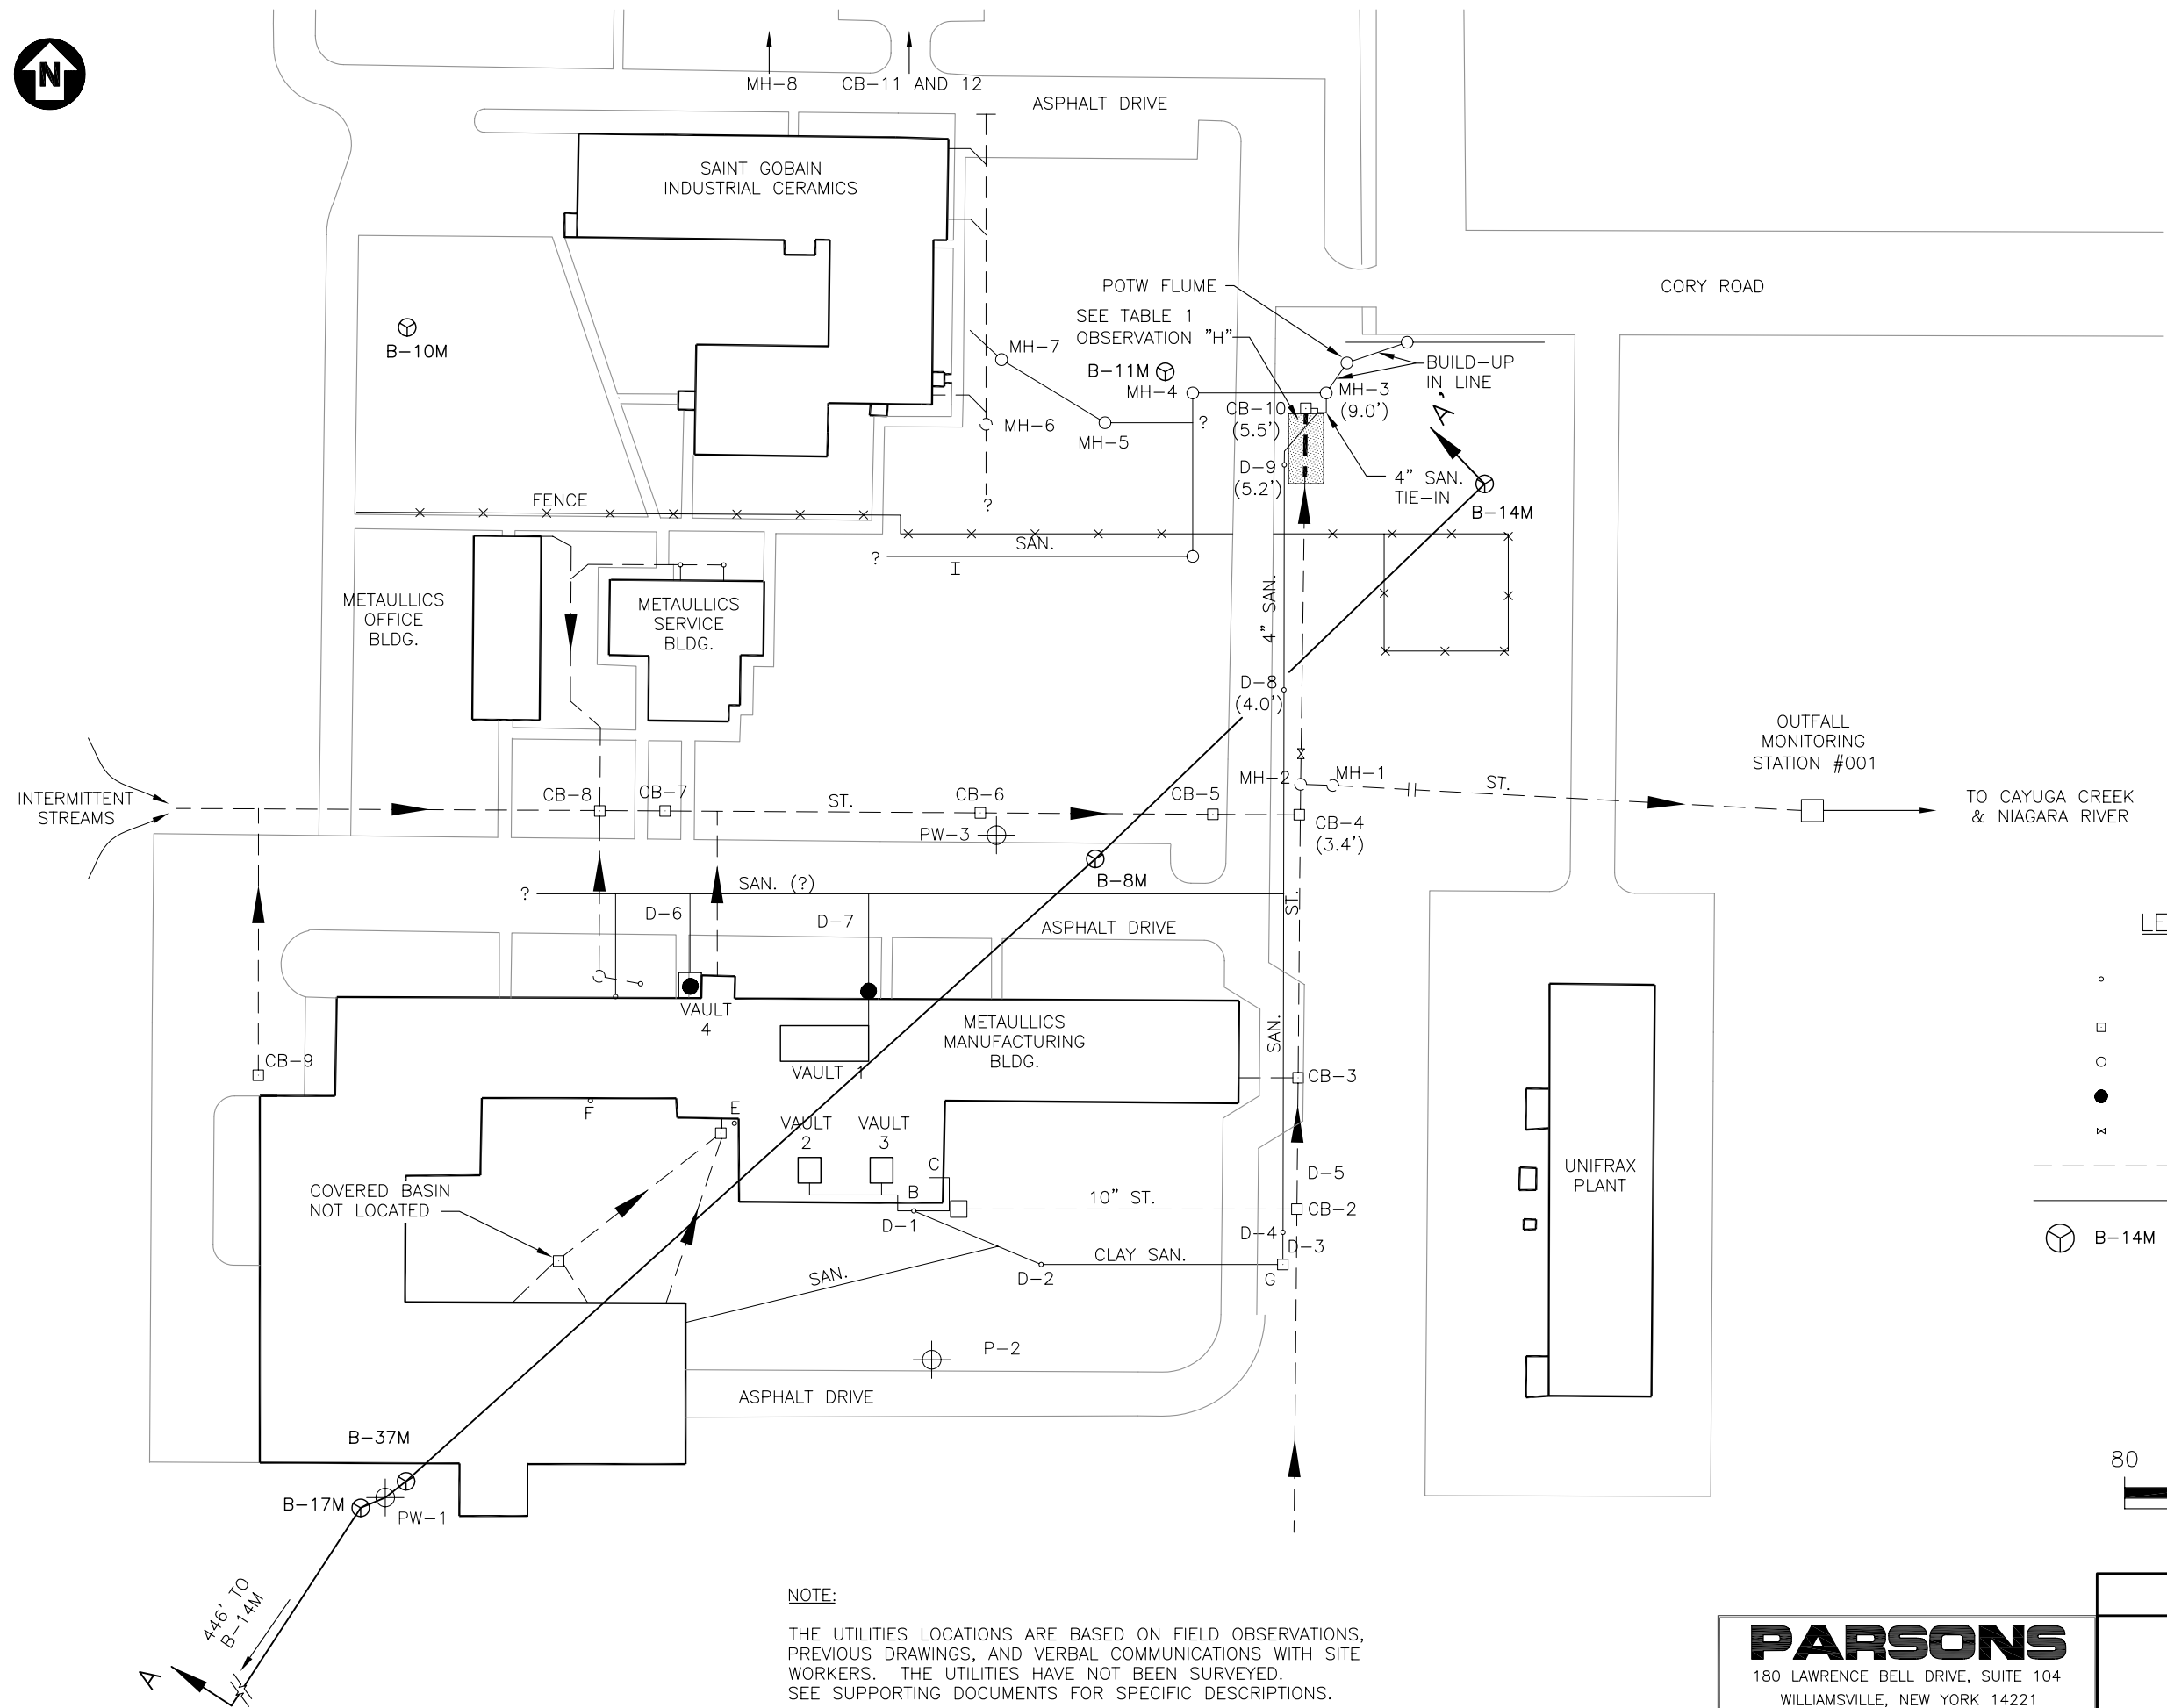 N
MH-8
CB-11 AND 12
ASPHALT DRIVE
SAINT GOBAIN
INDUSTRIAL CERAMICS
CORY ROAD
POTW FLUME
SEE TABLE 1
OBSERVATION "H"
B-10M
MH-7
B-11M
MH-4
BUILD-UP
IN LINE
MH-3
(9.0')
A'
CB-10
(5.5')
MH-6
MH-5
?
D-9
(5.2')
4" SAN.
TIE-IN
B-14M
FENCE
?
SAN.
?
I
METAULLICS
OFFICE
BLDG.
METAULLICS
SERVICE
BLDG.
4" SAN.
D-8
(4.0')
OUTFALL
MONITORING
STATION #001
INTERMITTENT
STREAMS
CB-8
CB-7
ST.
CB-6
CB-5
MH-2
MH-1
ST.
TO CAYUGA CREEK
& NIAGARA RIVER
PW-3
CB-4
(3.4')
B-8M
?
SAN. (?)
D-6
D-7
ST.
ASPHALT DRIVE
LE
VAULT
4
METAULLICS
MANUFACTURING
BLDG.
SAN.
CB-9
VAULT 1
CB-3
F
E
VAULT
2
VAULT
3
C
B
D-5
UNIFRAX
PLANT
COVERED BASIN
NOT LOCATED
10" ST.
CB-2
D-1
D-4
D-3
B-14M
SAN.
D-2
CLAY SAN.
G
P-2
ASPHALT DRIVE
B-37M
B-17M
PW-1
80
446' TO
B-14M
A
NOTE:
THE UTILITIES LOCATIONS ARE BASED ON FIELD OBSERVATIONS,
PREVIOUS DRAWINGS, AND VERBAL COMMUNICATIONS WITH SITE
WORKERS. THE UTILITIES HAVE NOT BEEN SURVEYED.
SEE SUPPORTING DOCUMENTS FOR SPECIFIC DESCRIPTIONS.
PARSONS
180 LAWRENCE BELL DRIVE, SUITE 104
WILLIAMSVILLE, NEW YORK 14221